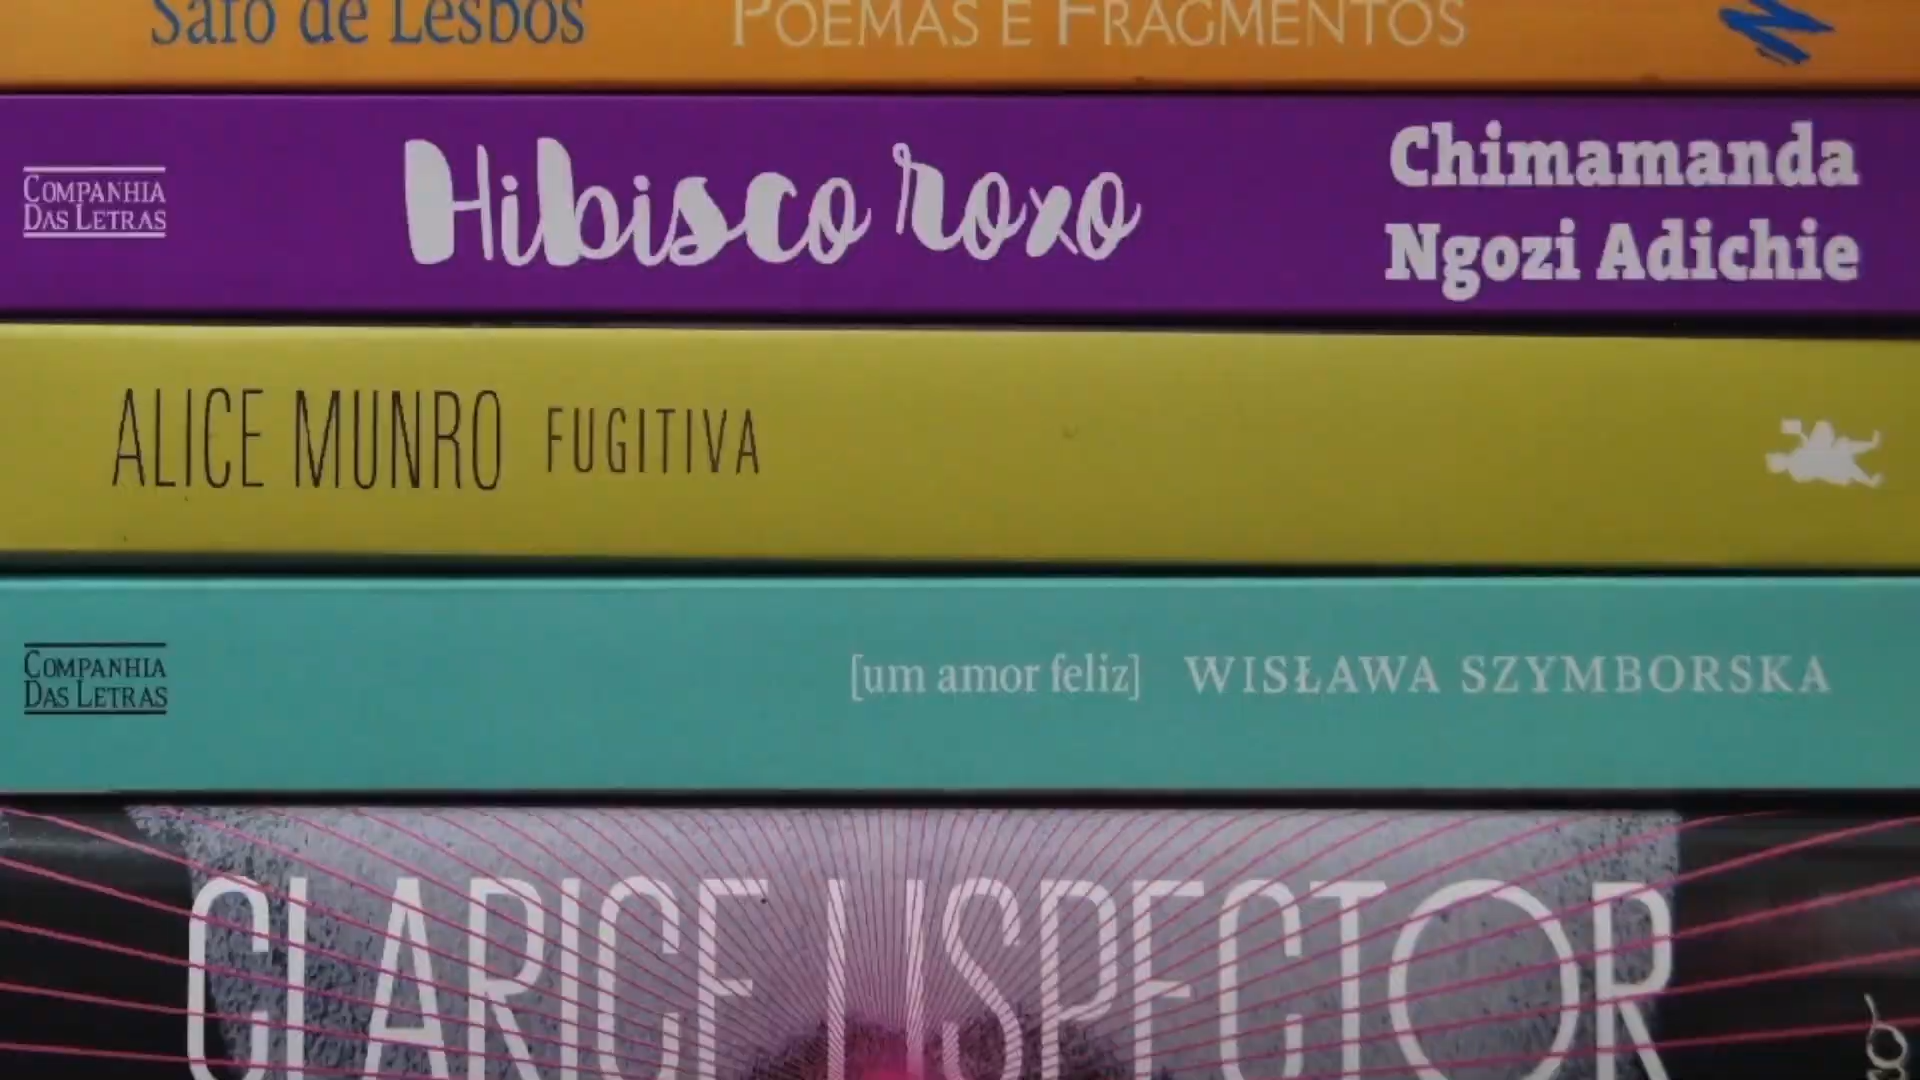 Safo de Lesbos POEMAS E FRAGMENTOS
COMPANHIA
DAS LETRAS
Hibisco roxo
Chimamanda
Ngozi Adichie
ALICE MUNRO FUGITIVA
COMPANHIA
DAS LETRAS
[um amor feliz] WISŁAWA SZYMBORSKA
CLARICE LISPECTOR